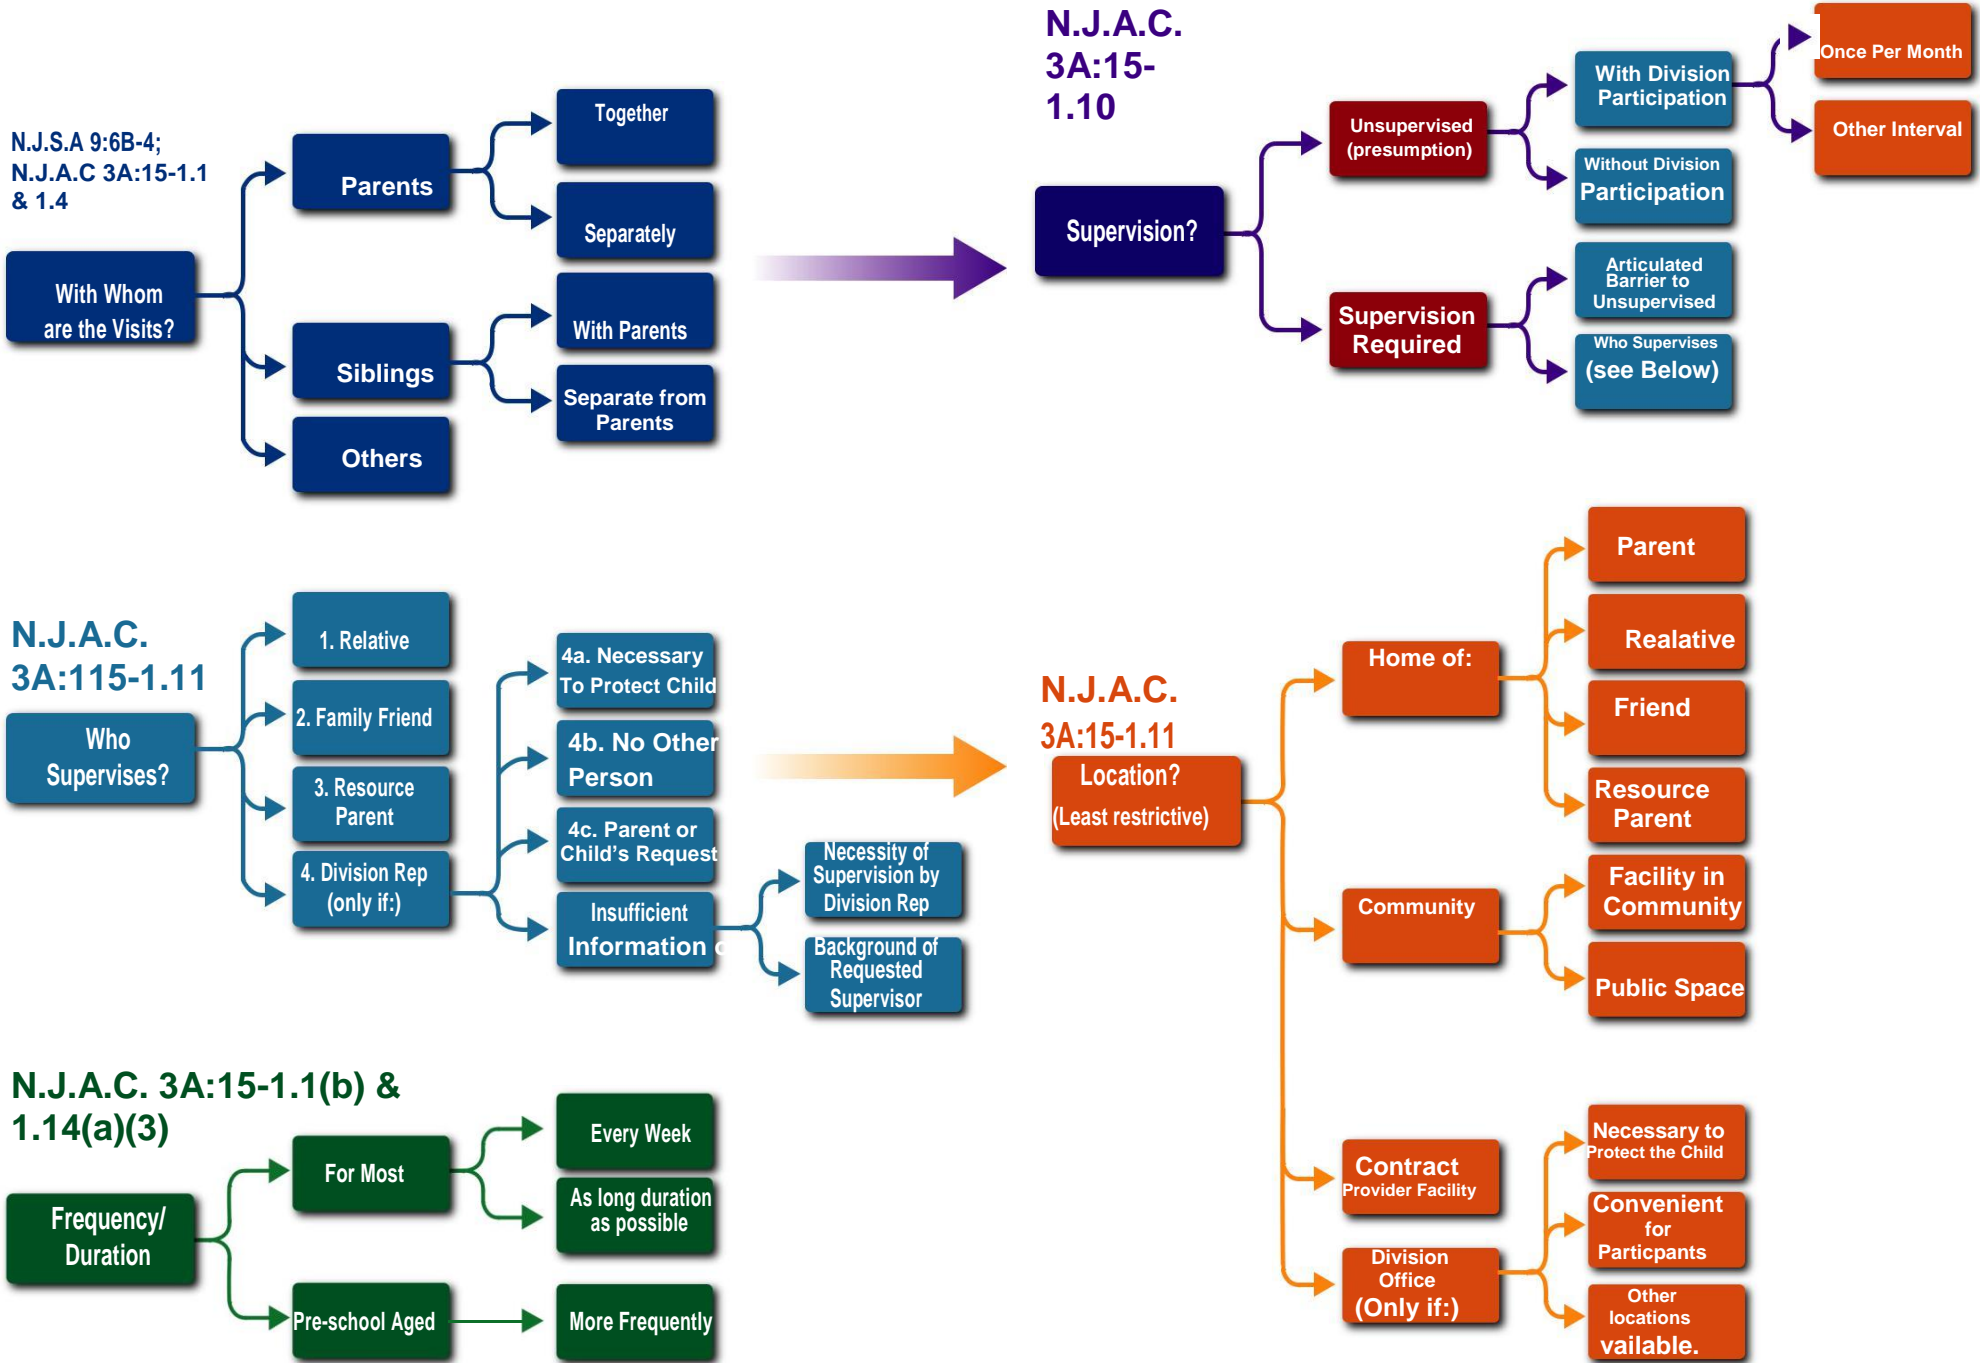 N.J.S.A 9:6B-4;
N.J.A.C 3A:15-1.1
& 1.4
With Whom
are the Visits?
Parents
Together
Separately
Siblings
With Parents
Separate from
Parents
Others
N.J.A.C.
3A:15-
1.10
Supervision?
Unsupervised
(presumption)
With Division
Participation
Once Per Month
Other Interval
Without Division
Participation
Supervision
Required
Articulated
Barrier to
Unsupervised
Who Supervises
(see Below)
N.J.A.C.
3A:115-1.11
Who
Supervises?
1. Relative
2. Family Friend
3. Resource
Parent
4. Division Rep
(only if:)
4a. Necessary
To Protect Child
4b. No Other
Person
4c. Parent or
Child's Request
Insufficient
Information o
Necessity of
Supervision by
Division Rep
Background of
Requested
Supervisor
N.J.A.C.
3A:15-1.11
Location?
(Least restrictive)
Home of:
Parent
Realative
Friend
Resource
Parent
Community
Facility in
Community
Public Space
Contract
Provider Facility
Division
Office
(Only if:)
Necessary to
Protect the Child
Convenient
for
Particpants
Other
locations
vailable.
N.J.A.C. 3A:15-1.1(b) &
1.14(a)(3)
Frequency/
Duration
For Most
Every Week
As long duration
as possible
Pre-school Aged
More Frequently